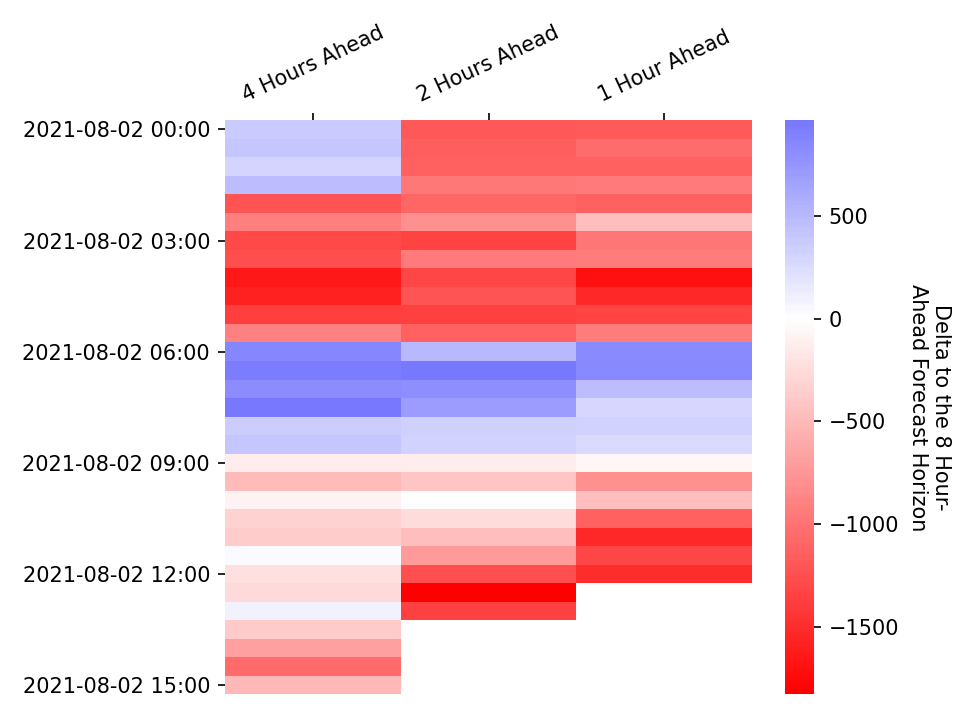 4 Hours Ahead
2 Hours Ahead
1 Hour Ahead
2021-08-02 00:00
2021-08-02 03:00
2021-08-02 06:00
2021-08-02 09:00
2021-08-02 12:00
2021-08-02 15:00
500
0
−500
−1000
−1500
Delta to the 8 Hour-
Ahead Forecast Horizon